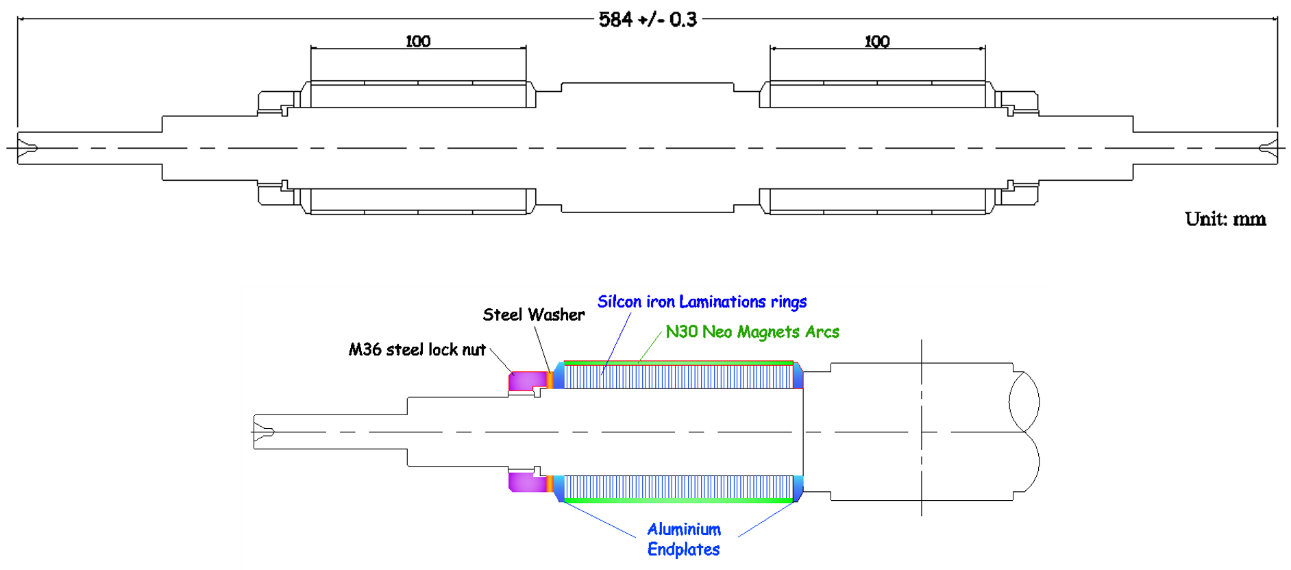 584 +/- 0.3
100
100
Unit: mm
Silcon iron Laminations rings
Steel Washer
N30 Neo Magnets Arcs
M36 steel lock nut
Aluminium
Endplates